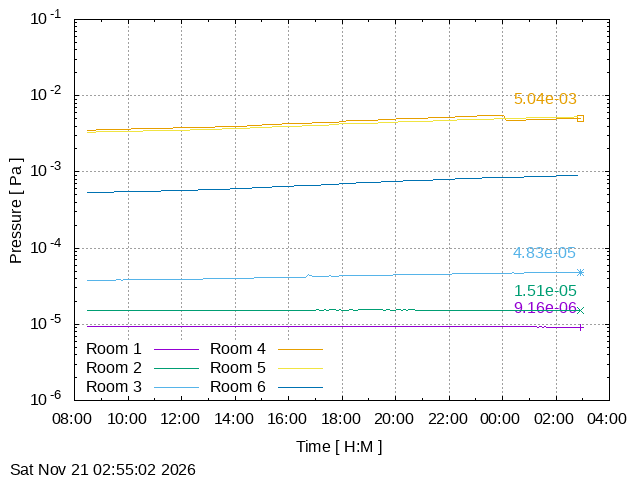 10^-1
10^-2
5.04e-03
10^-3
Pressure [ Pa ]
10^-4
4.83e-05
1.51e-05
10^-5
9.16e-06
Room 1 Room 4
Room 2 Room 5
Room 3 Room 6
10^-6
08:00 10:00 12:00 14:00 16:00 18:00 20:00 22:00 00:00 02:00 04:00
Time [ H:M ]
Sat Nov 21 02:55:02 2026